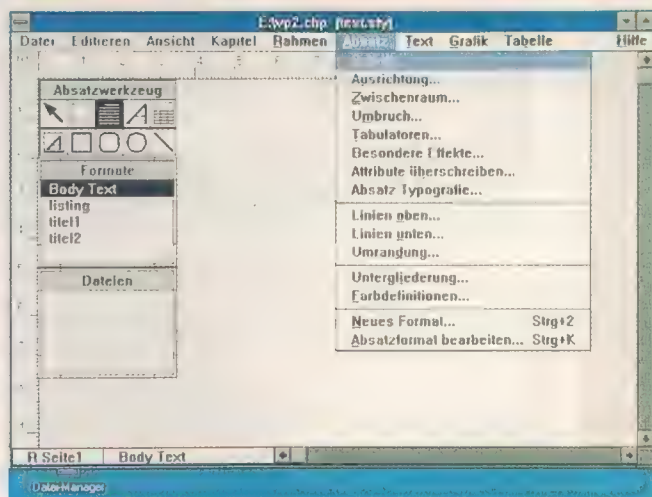 E:\wp2.chp (text.sty)
Datei Editieren Ansicht Kapitel Rahmen Absatz Text Grafik Tabelle Hilfe
Absatzwerkzeug
Formate
Body Text
listing
titel1
titel2
Dateien
Ausrichtung...
Zwischenraum...
Umbruch...
Tabulatoren...
Besondere Effekte...
Attribute überschreiben...
Absatz Typografie...
Linien oben...
Linien unten...
Umrandung...
Untergliederung...
Farbdefinitionen...
Neues Format... Strg+2
Absatzformat bearbeiten... Strg+K
R Seite1 Body Text
Datei-Manager